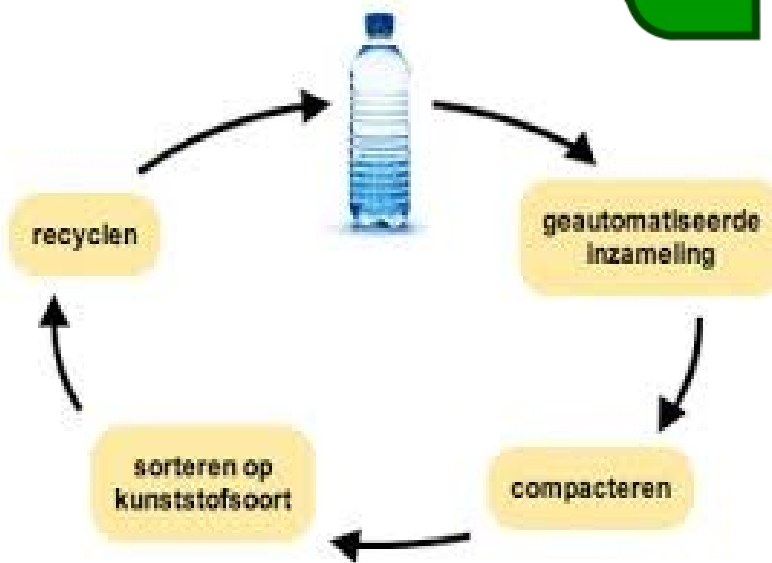 geautomatiseerde
inzameling
compacteren
sorteren op
kunststofsoort
recyclen